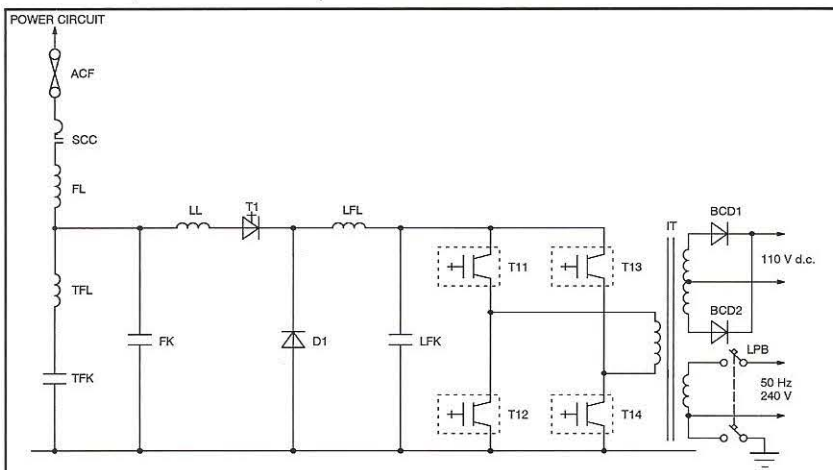 POWER CIRCUIT
ACF
SCC
FL
LL
T1
LFL
IT
BCD1
110 V d.c.
T11
T13
TFL
BCD2
FK
D1
LFK
LPB
TFK
50 Hz
240 V
T12
T14